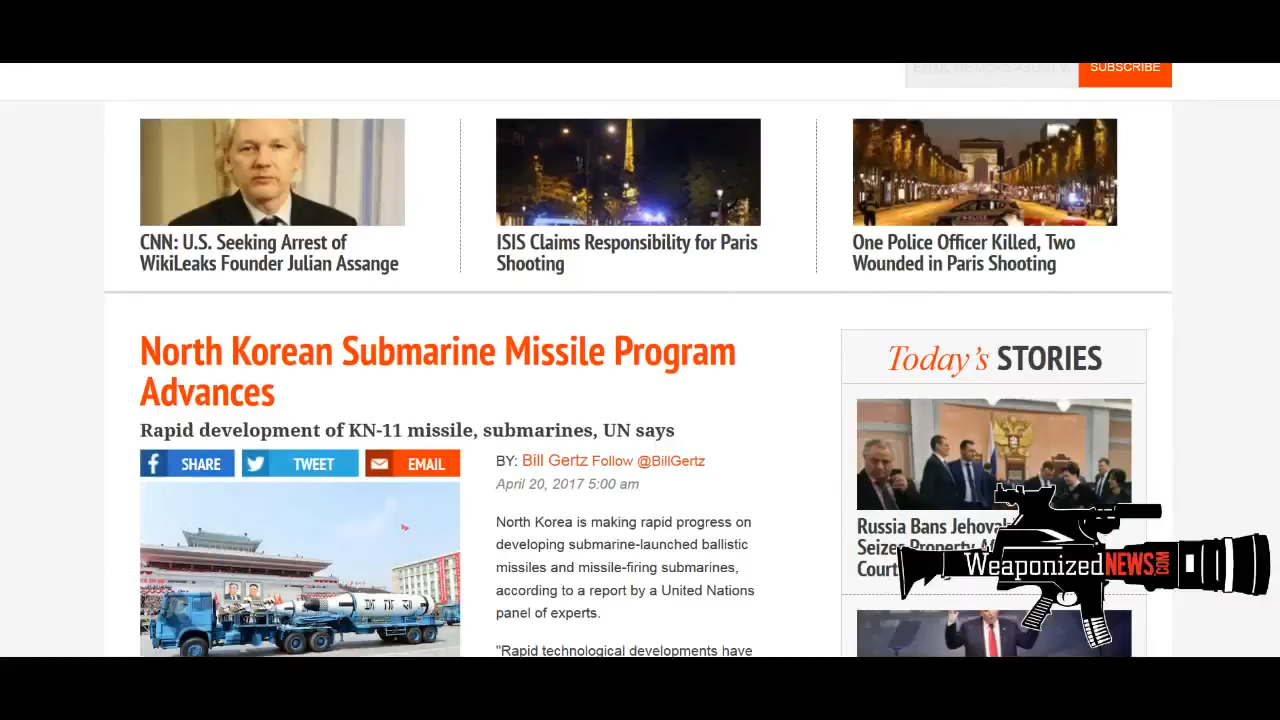 SUBSCRIBE
CNN: U.S. Seeking Arrest of
WikiLeaks Founder Julian Assange
ISIS Claims Responsibility for Paris
Shooting
One Police Officer Killed, Two
Wounded in Paris Shooting
North Korean Submarine Missile Program
Advances
Rapid development of KN-11 missile, submarines, UN says
SHARE
TWEET
EMAIL
BY: Bill Gertz Follow @BillGertz
April 20, 2017 5:00 am
North Korea is making rapid progress on
developing submarine-launched ballistic
missiles and missile-firing submarines,
according to a report by a United Nations
panel of experts.
"Rapid technological developments have
Today's STORIES
Russia Bans
Property
WeaponizedNEWS.COM